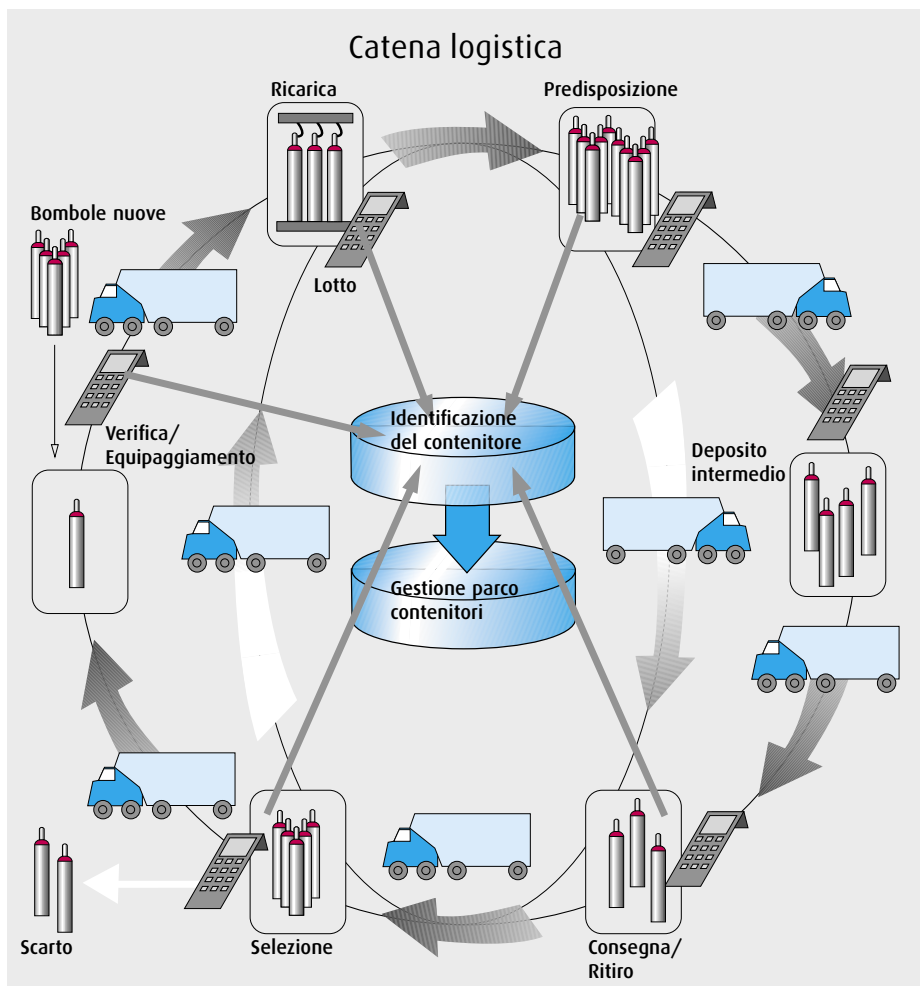 Catena logistica
Ricarica
Predisposizione
Bombole nuove
Lotto
Identificazione
del contenitore
Verifica/
Equipaggiamento
Deposito
intermedio
Gestione parco
contenitori
Scarto
Selezione
Consegna/
Ritiro